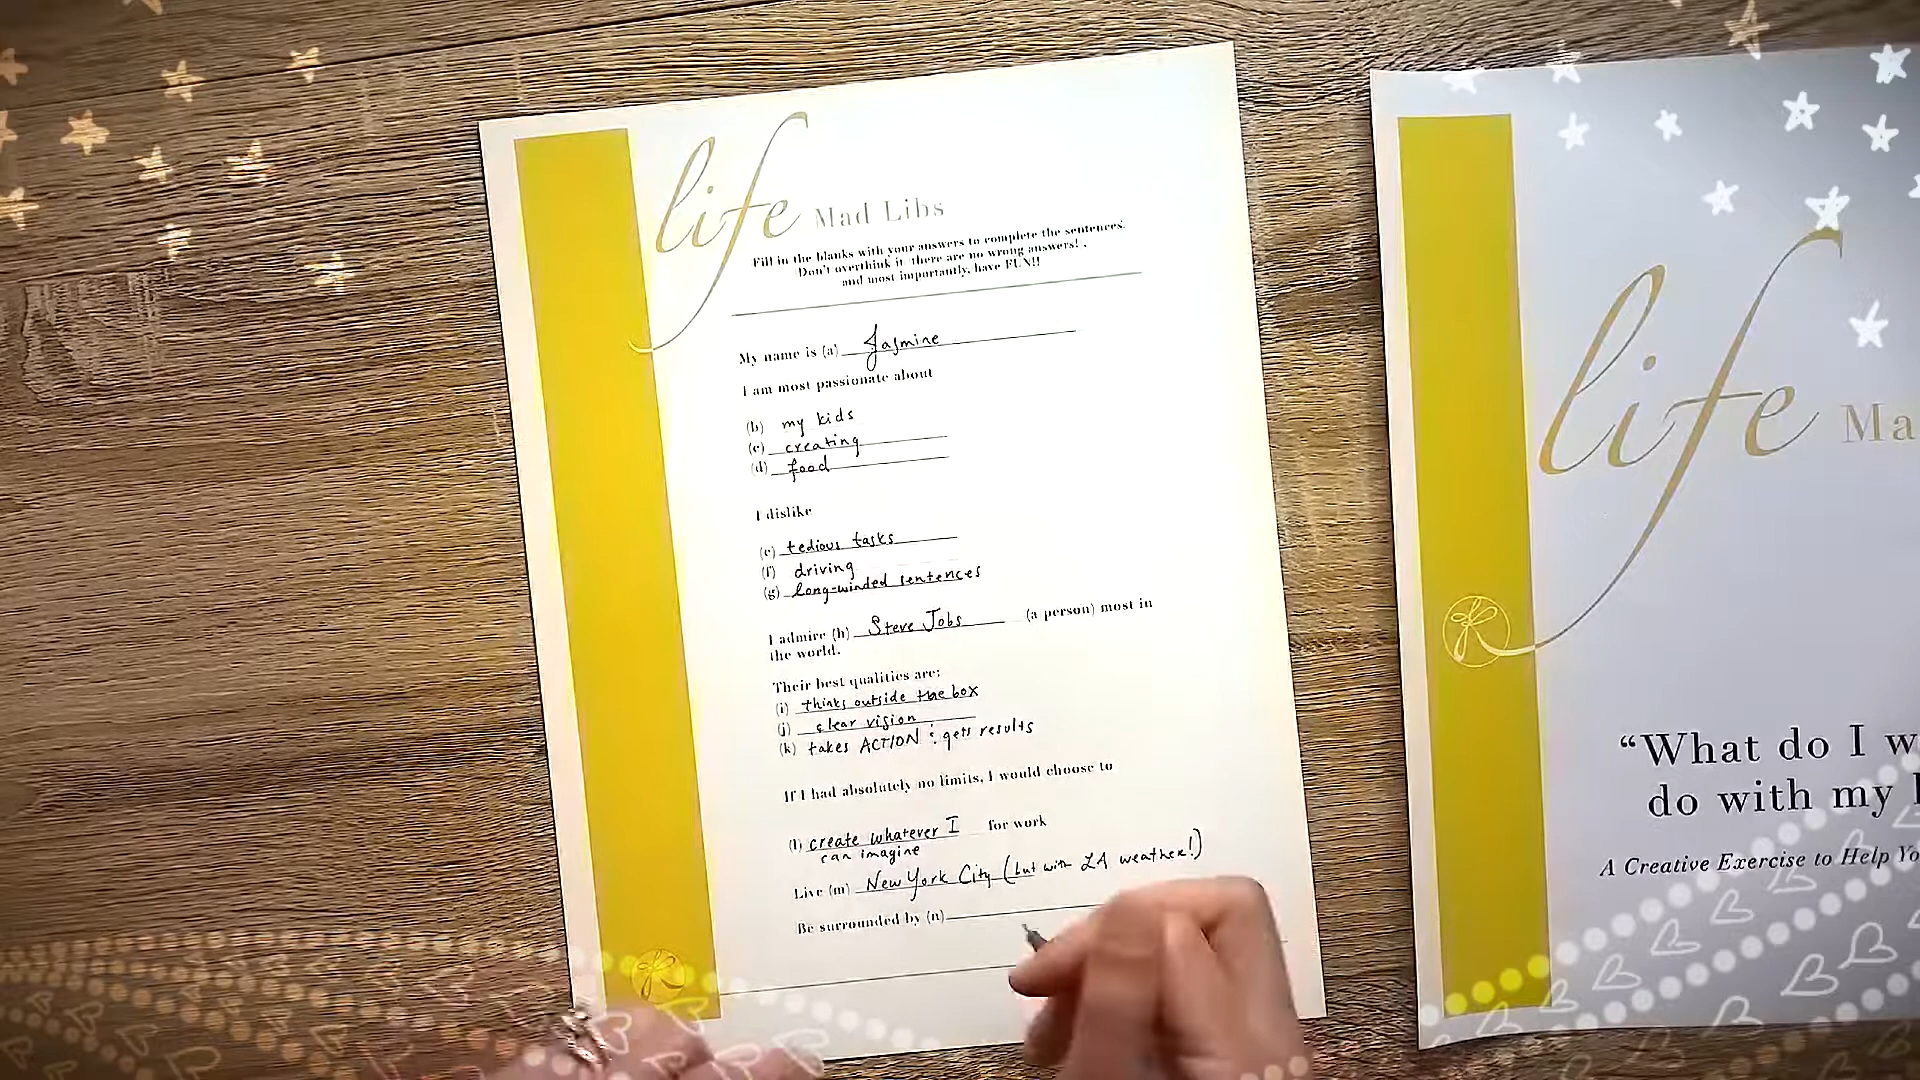 life Mad Libs
Fill in the blanks with your answers to complete the sentences.
Don't overthink it, there are no wrong answers! ,
and most importantly, have FUN!!
My name is (a) Jasmine
I am most passionate about
(b) my kids
(c) creating
(d) food
I dislike
(e) tedious tasks
(f) driving
(g) long-winded sentences
I admire (h) Steve Jobs (a person) most in
the world.
Their best qualities are:
(i) thinks outside the box
(j) clear vision
(k) takes ACTION & gets results
If I had absolutely no limits, I would choose to
(l) create whatever I for work
can imagine
Live (m) New York City (but with LA weather!)
Be surrounded by (n)
life Ma
"What do I w
do with my l
A Creative Exercise to Help Yo